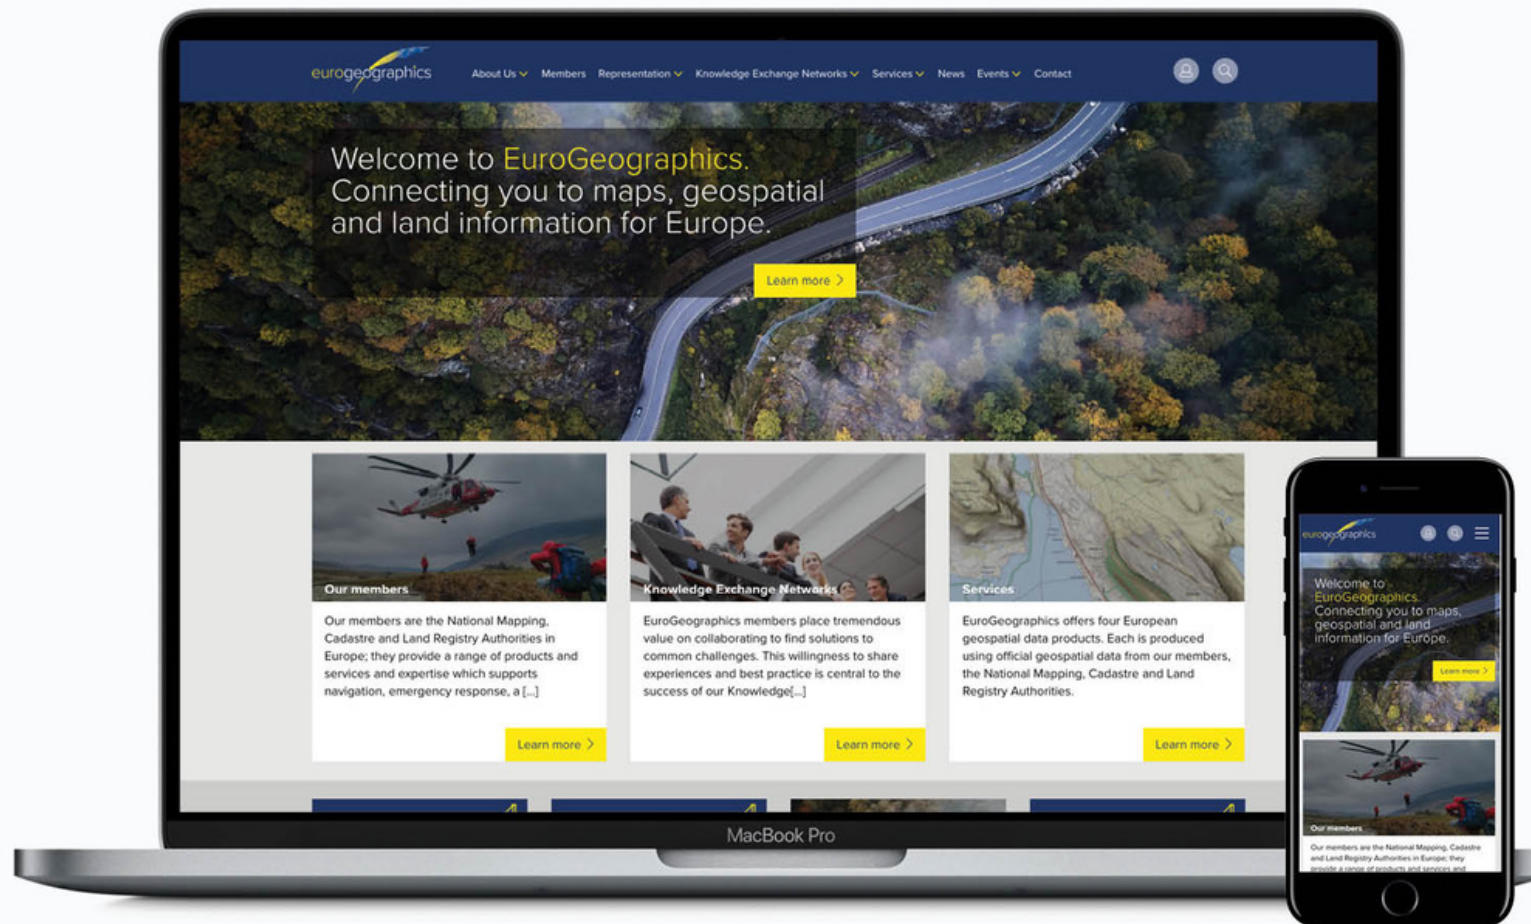 eurogeographics
About Us Members Representation Knowledge Exchange Networks Services News Events Contact
Welcome to EuroGeographics.
Connecting you to maps, geospatial
and land information for Europe.
Learn more
Our members
Our members are the National Mapping,
Cadastre and Land Registry Authorities in
Europe; they provide a range of products and
services and expertise which supports
navigation, emergency response, a [...]
Learn more
Knowledge Exchange Networks
EuroGeographics members place tremendous
value on collaborating to find solutions to
common challenges. This willingness to share
experiences and best practice is central to the
success of our Knowledge[...]
Learn more
Services
EuroGeographics offers four European
geospatial data products. Each is produced
using official geospatial data from our members,
the National Mapping, Cadastre and Land
Registry Authorities.
Learn more
MacBook Pro
eurogeographics
Welcome to
EuroGeographics.
Connecting you to maps,
geospatial and land
information for Europe.
Learn more
Our members
Our members are the National Mapping, Cadastre
and Land Registry Authorities in Europe; they
provide a range of products and services and